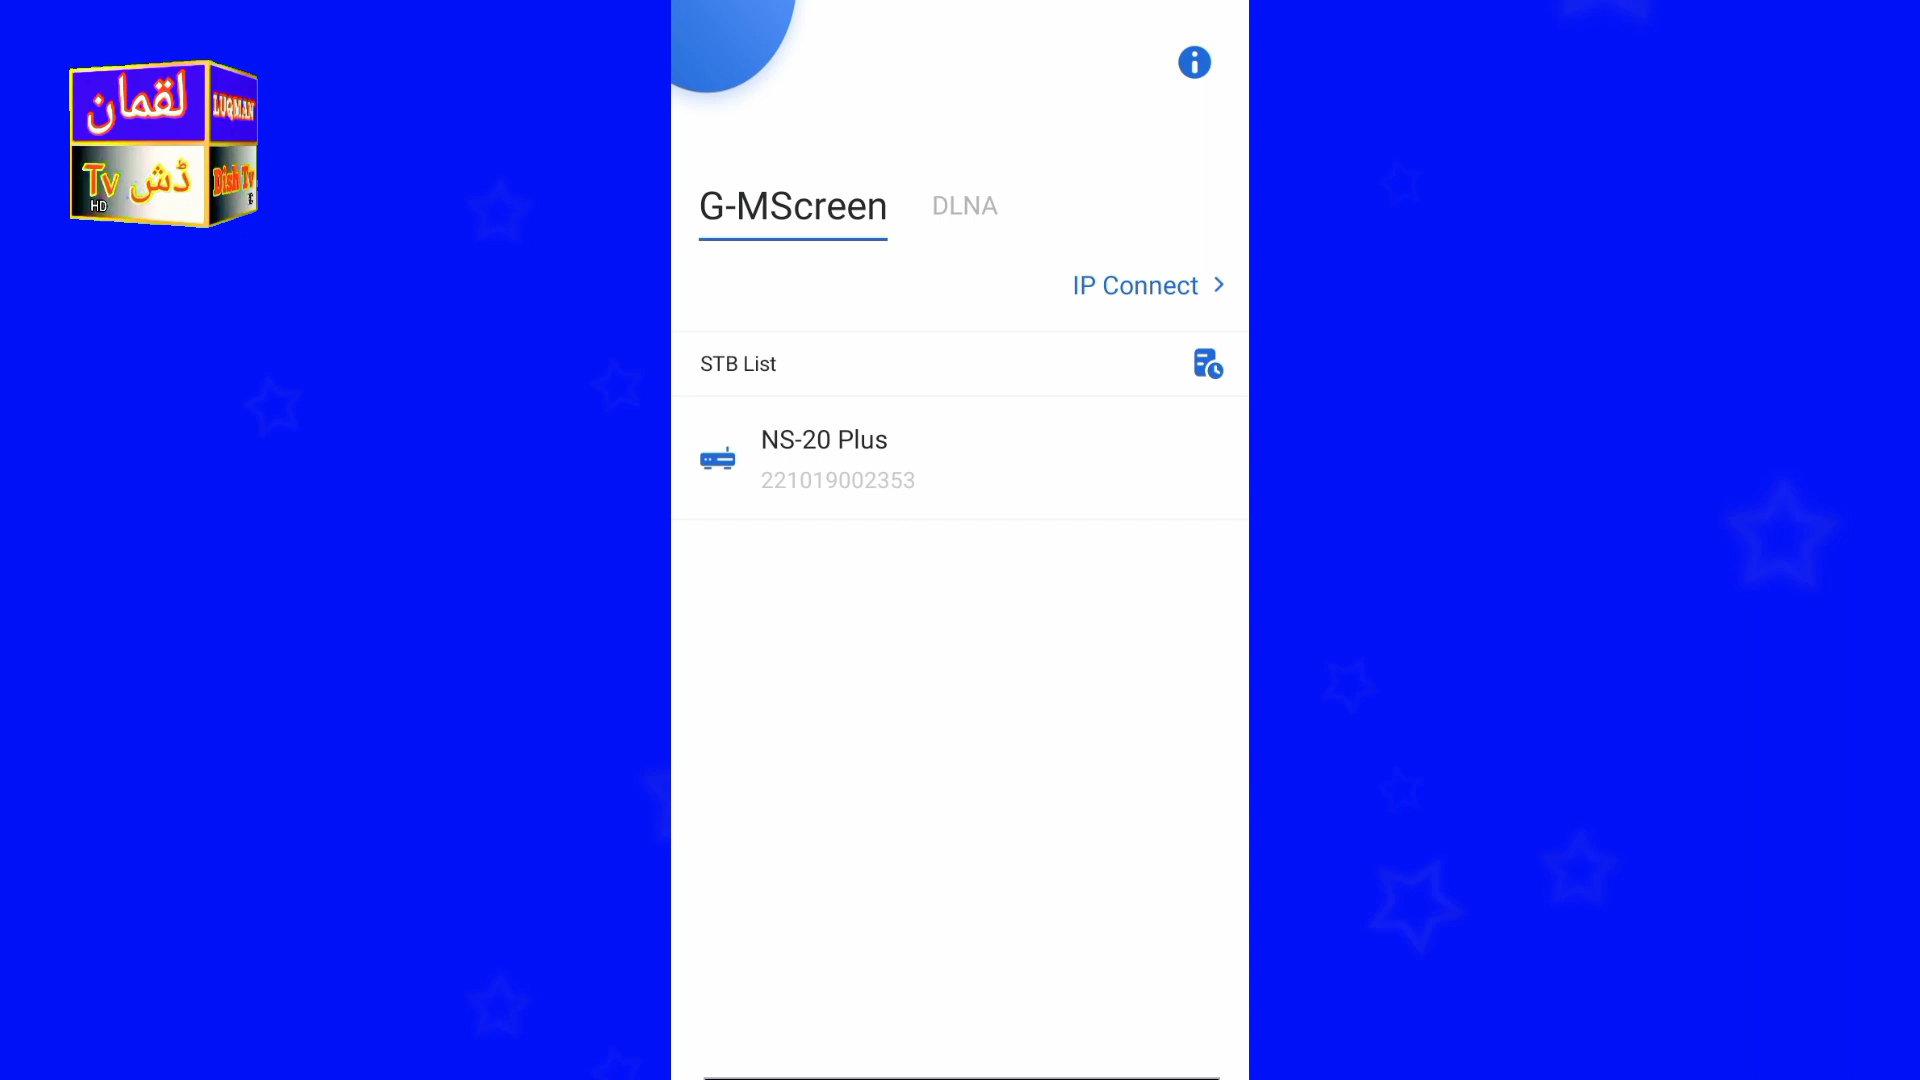 لقمان
LUQMAN
Tv ڈش
HD
Dish Tv
G-MScreen
DLNA
IP Connect
STB List
NS-20 Plus
221019002353